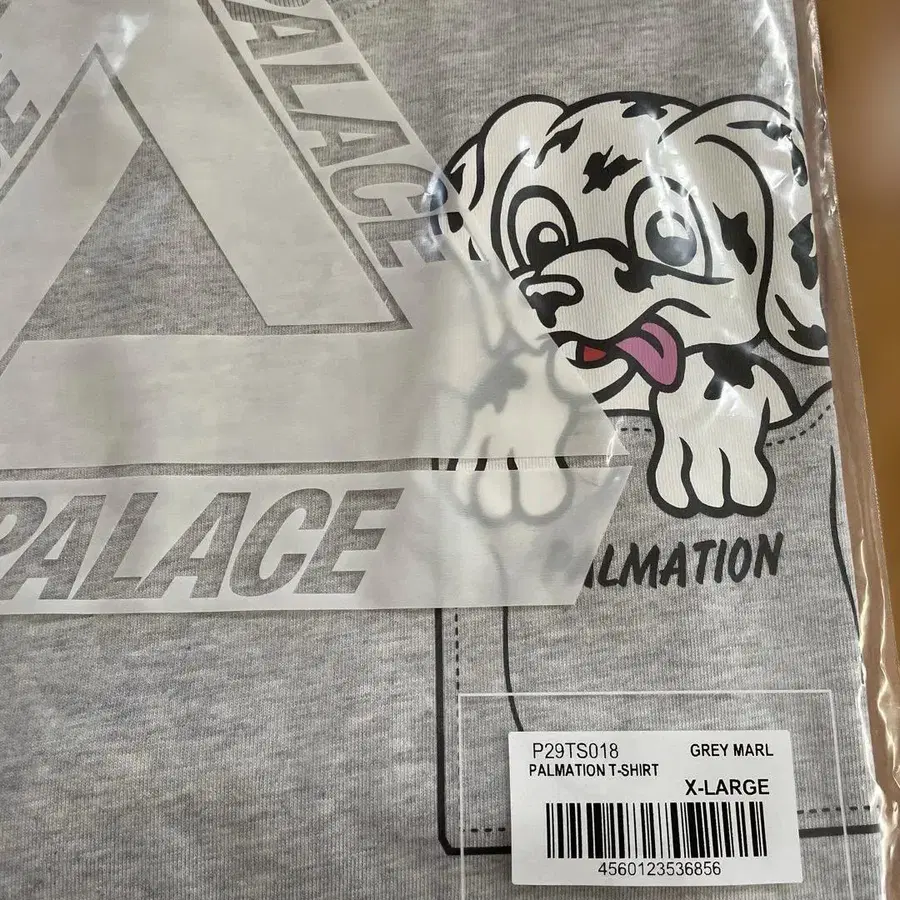 PALACE
PALACE
PALMATION
P29TS018 GREY MARL
PALMATION T-SHIRT
X-LARGE
4560123536856